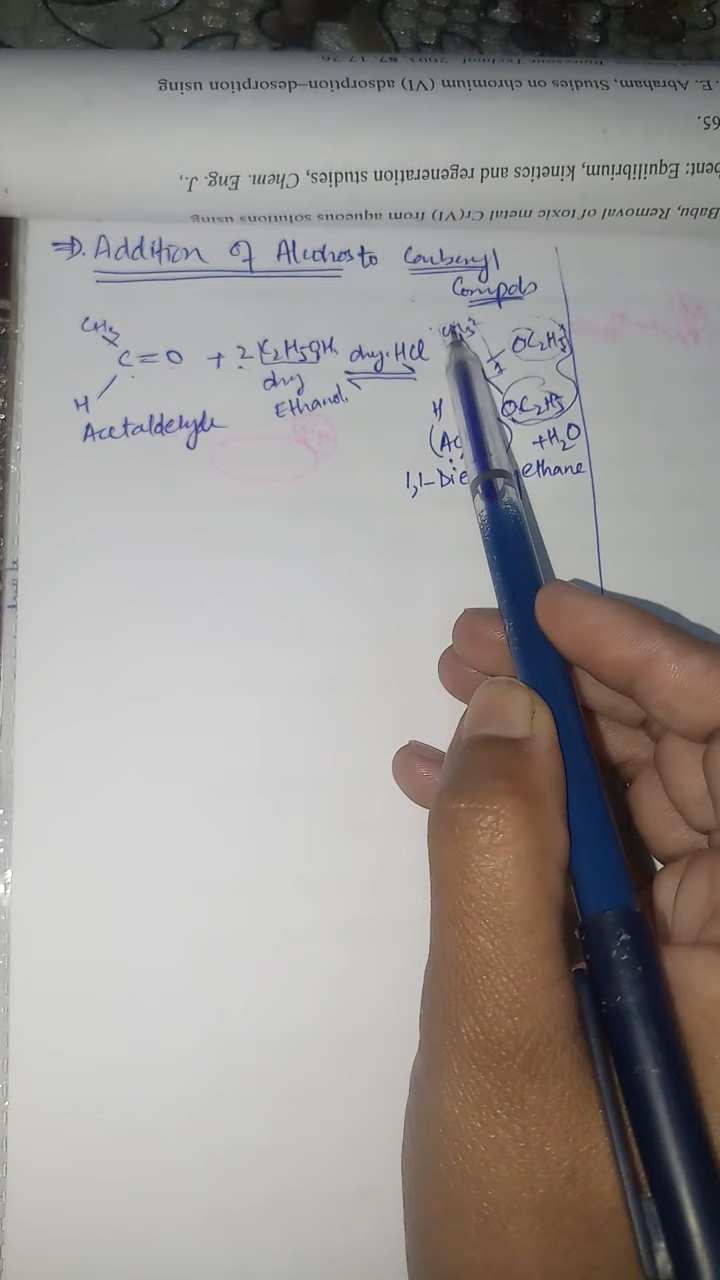 E. Abraham, Studies on chromium (VI) adsorption–desorption using
65.
bent: Equilibrium, kinetics and regeneration studies, Chem. Eng. J.,
Babu, Removal of toxic metal Cr(VI) from aqueous solutions using
⇒D. Addition of Alcohols to Carbonyl
Compds
CH3
C=O + 2 C2H5OH dry.HCl ⇌ OC2H5
H dry H OC2H5
Acetaldehyde Ethanol. (Ac ) +H2O
1,1-Die ethane